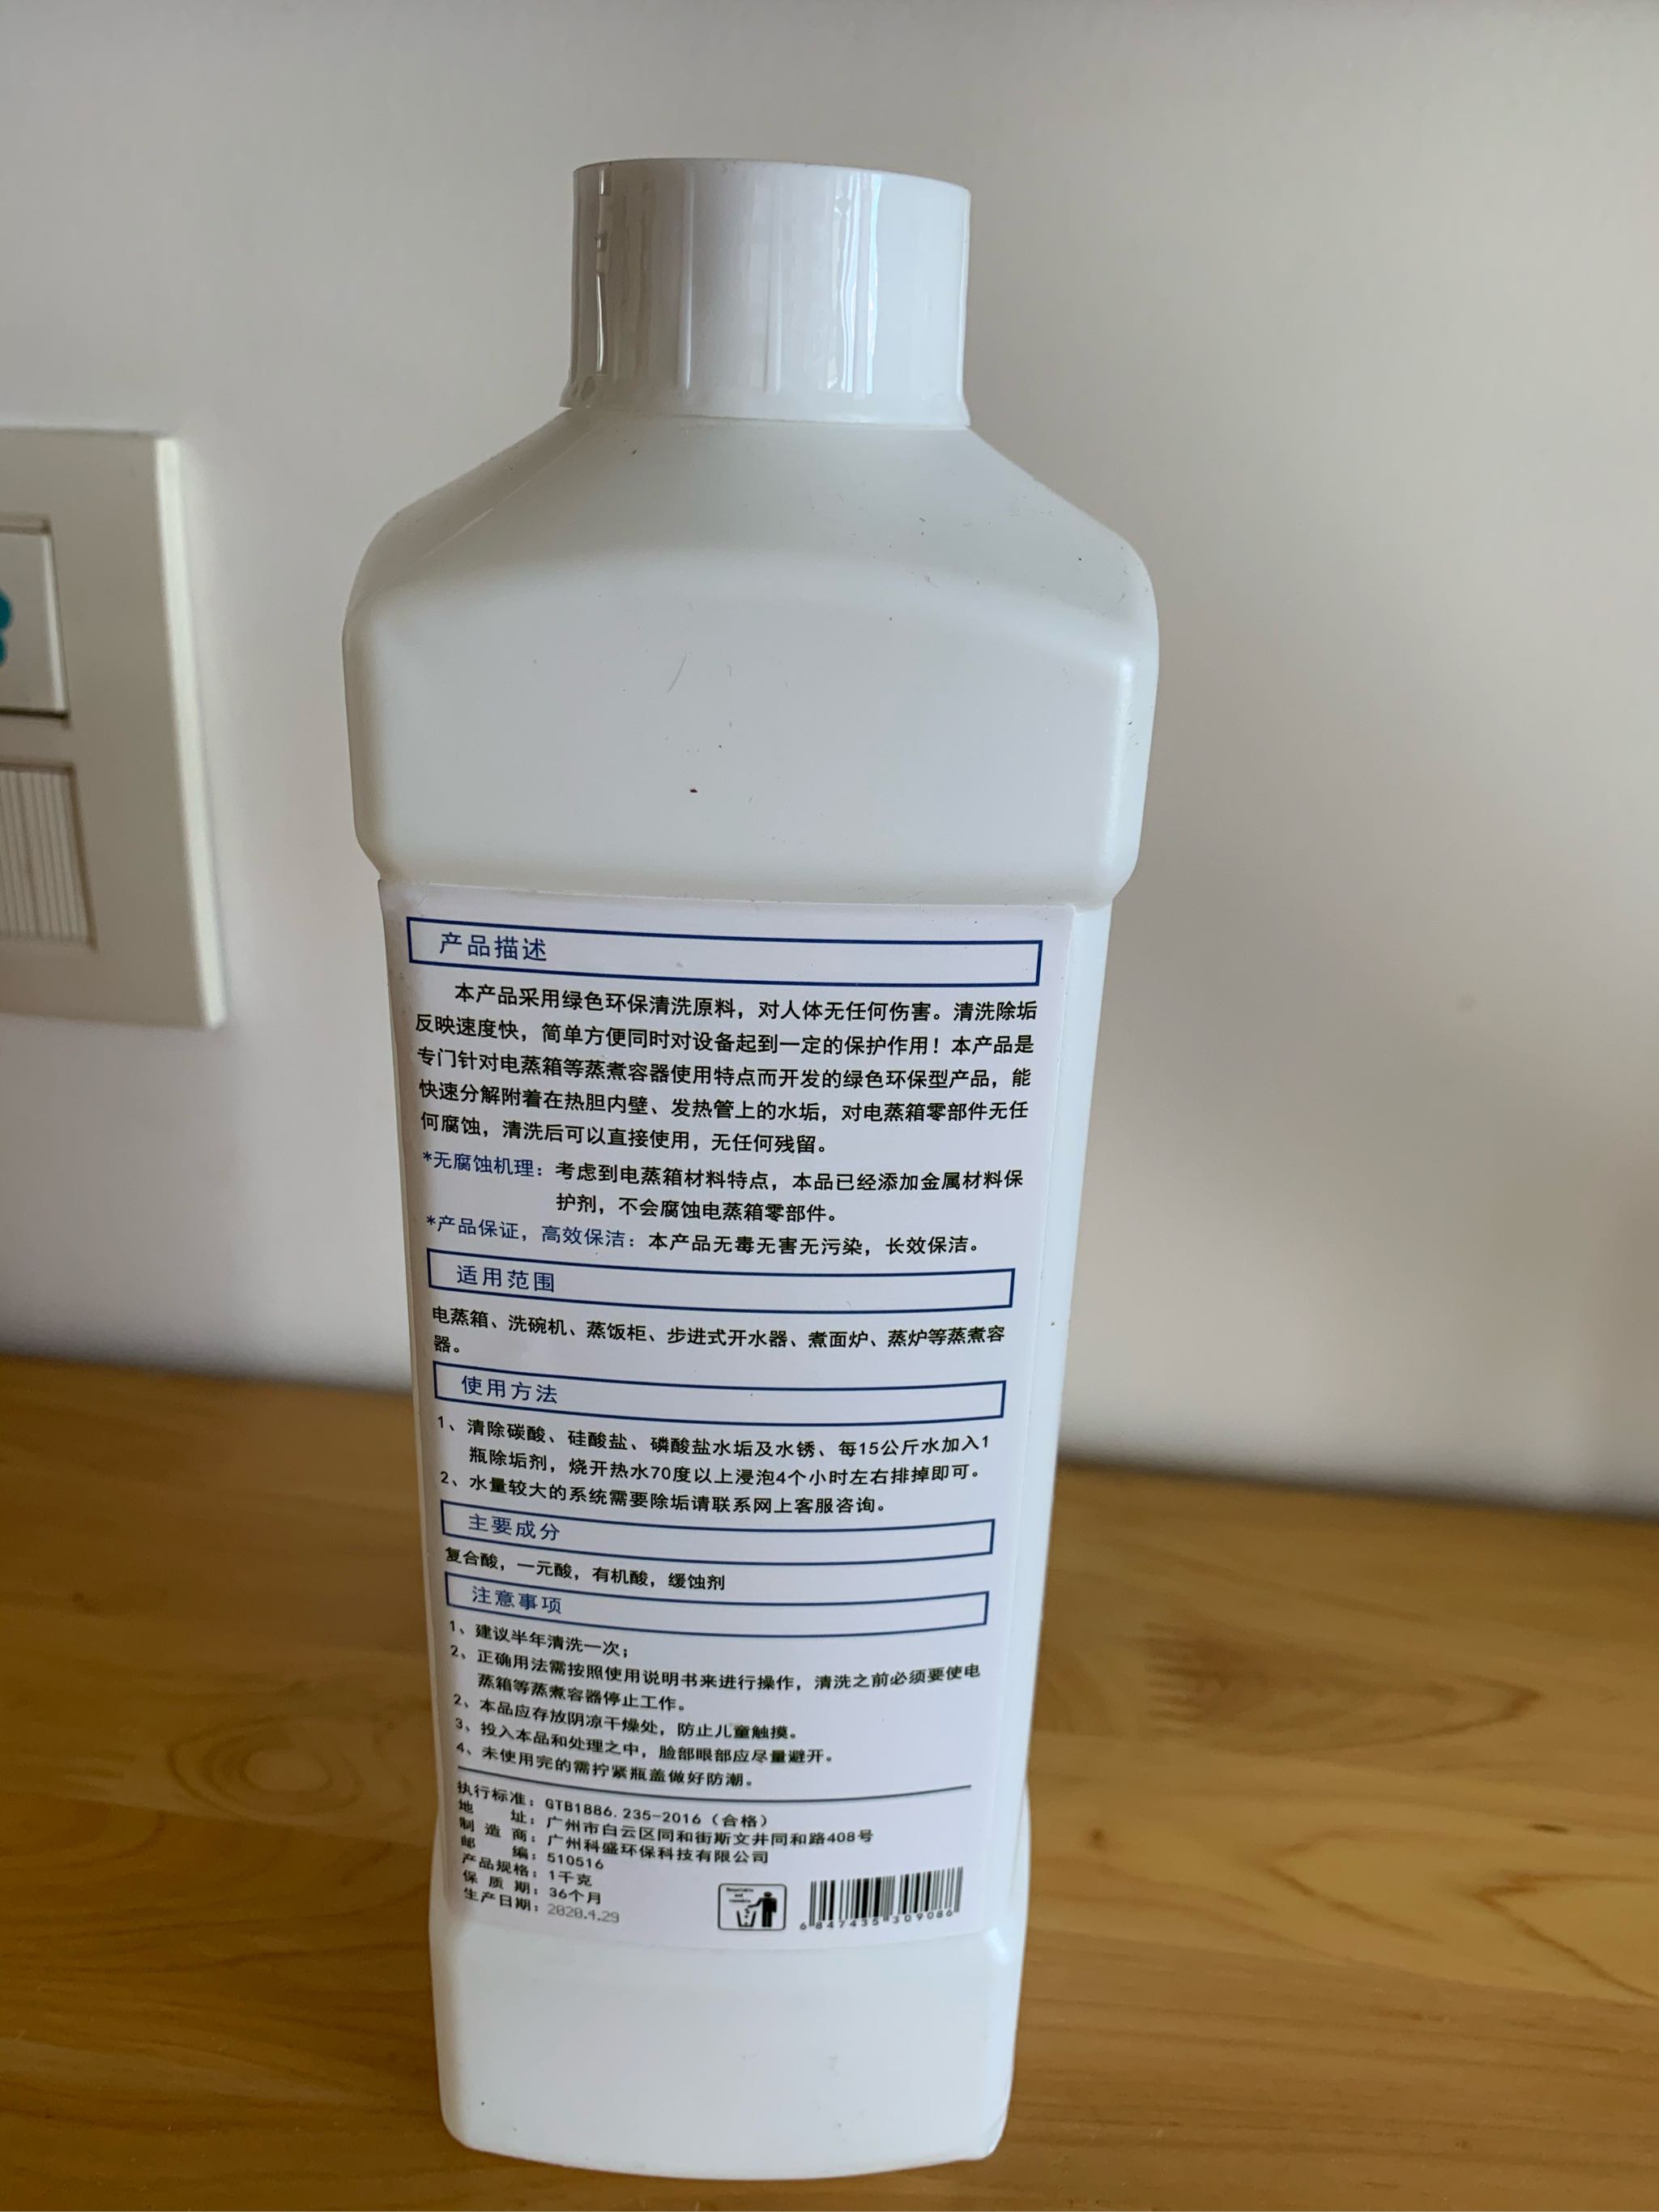 产品描述
本产品采用绿色环保清洗原料，对人体无任何伤害。清洗除垢
反映速度快，简单方便同时对设备起到一定的保护作用！本产品是
专门针对电蒸箱等蒸煮容器使用特点而开发的绿色环保型产品，能
快速分解附着在热胆内壁、发热管上的水垢，对电蒸箱零部件无任
何腐蚀，清洗后可以直接使用，无任何残留。
*无腐蚀机理：考虑到电蒸箱材料特点，本品已经添加金属材料保
护剂，不会腐蚀电蒸箱零部件。
*产品保证，高效保洁：本产品无毒无害无污染，长效保洁。
适用范围
电蒸箱、洗碗机、蒸饭柜、步进式开水器、煮面炉、蒸炉等蒸煮容
器。
使用方法
1、清除碳酸、硅酸盐、磷酸盐水垢及水锈、每15公斤水加入1
瓶除垢剂，烧开热水70度以上浸泡4个小时左右排掉即可。
2、水量较大的系统需要除垢请联系网上客服咨询。
主要成分
复合酸，一元酸，有机酸，缓蚀剂
注意事项
1、建议半年清洗一次；
2、正确用法需按照使用说明书来进行操作，清洗之前必须要使电
蒸箱等蒸煮容器停止工作。
2、本品应存放阴凉干燥处，防止儿童触摸。
3、投入本品和处理之中，脸部眼部应尽量避开。
4、未使用完的需拧紧瓶盖做好防潮。
执行标准：GTB1886.235-2016（合格）
地 址：广州市白云区同和街斯文井同和路408号
制 造 商：广州科盛环保科技有限公司
邮 编：510516
产品规格：1千克
保 质 期：36个月
生产日期：2020.4.29
6847435309086